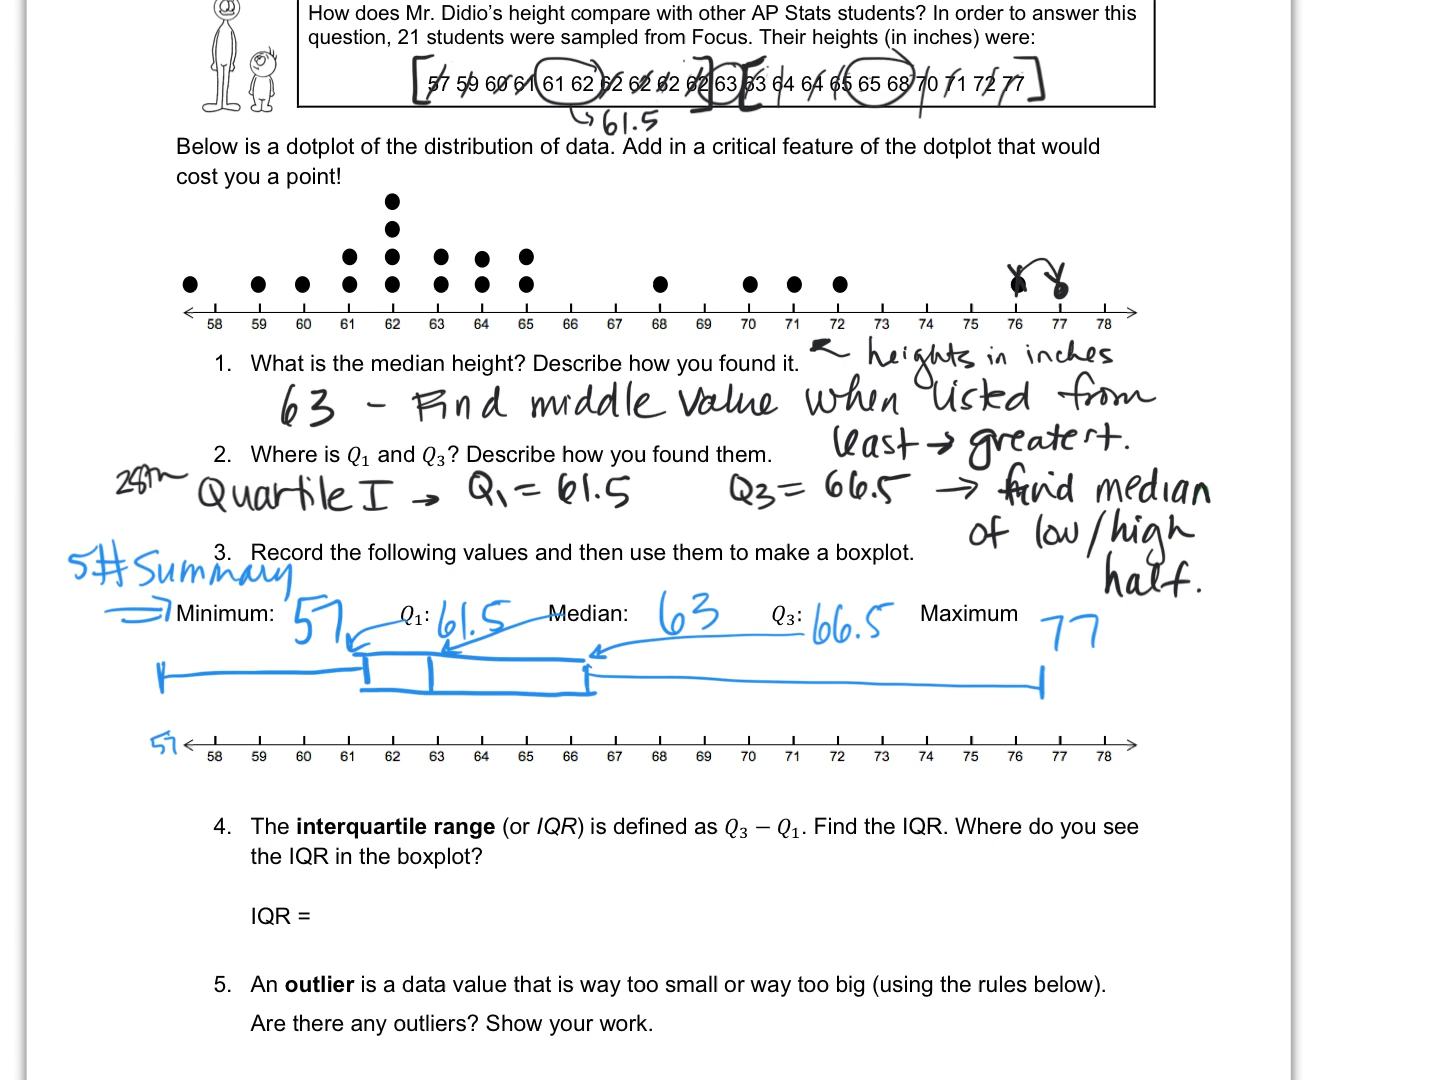 How does Mr. Didio's height compare with other AP Stats students? In order to answer this
question, 21 students were sampled from Focus. Their heights (in inches) were:
[57 59 60 61 61 62 62 62 62 62] 63 [63 64 64 65 65 68 70 71 72 77]
↳ 61.5
Below is a dotplot of the distribution of data. Add in a critical feature of the dotplot that would
cost you a point!
58 59 60 61 62 63 64 65 66 67 68 69 70 71 72 73 74 75 76 77 78
1. What is the median height? Describe how you found it. ↖ heights in inches
63 - Find middle value when listed from
least → greatert.
2. Where is Q₁ and Q₃? Describe how you found them.
25th Quartile I → Q₁ = 61.5 Q3 = 66.5 → find median
of low/high
half.
3. Record the following values and then use them to make a boxplot.
5# Summary
⇒ Minimum: 57 Q₁: 61.5 Median: 63 Q₃: 66.5 Maximum 77
57 58 59 60 61 62 63 64 65 66 67 68 69 70 71 72 73 74 75 76 77 78
4. The interquartile range (or IQR) is defined as Q₃ − Q₁. Find the IQR. Where do you see
the IQR in the boxplot?
IQR =
5. An outlier is a data value that is way too small or way too big (using the rules below).
Are there any outliers? Show your work.